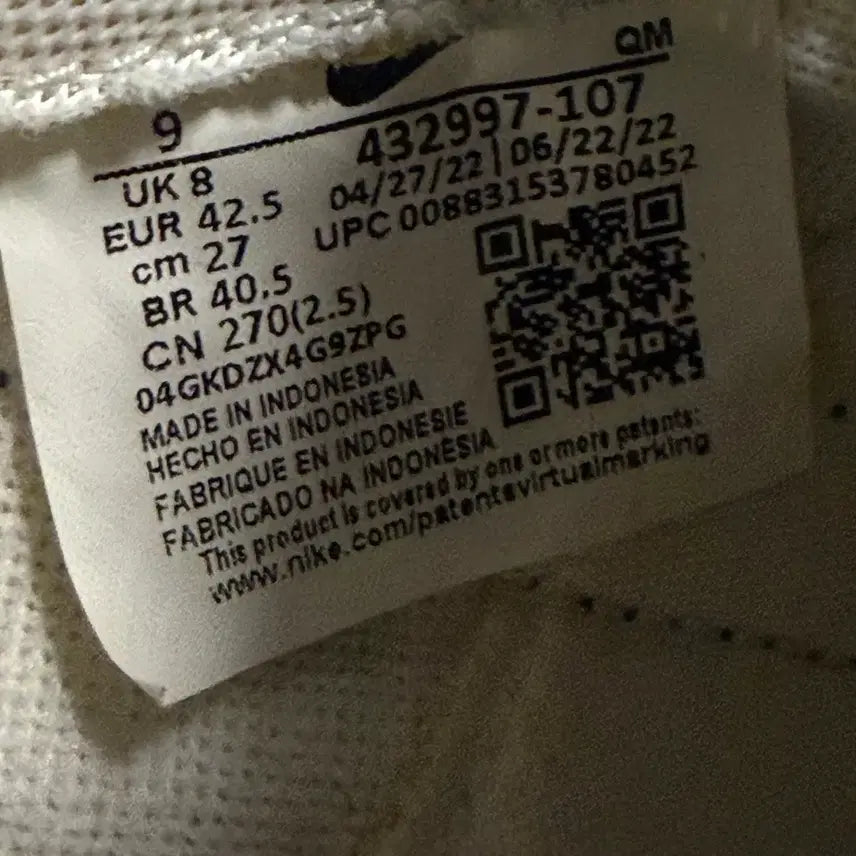 QM
9
432997-107
UK 8
04/27/22 | 06/22/22
EUR 42.5
UPC 00883153780452
cm 27
BR 40.5
CN 270(2.5)
04GKDZX4G9ZPG
MADE IN INDONESIA
HECHO EN INDONESIA
FABRIQUE EN INDONESIE
FABRICADO NA INDONÉSIA
This product is covered by one or more patents:
www.nike.com/patentsvirtualmarking